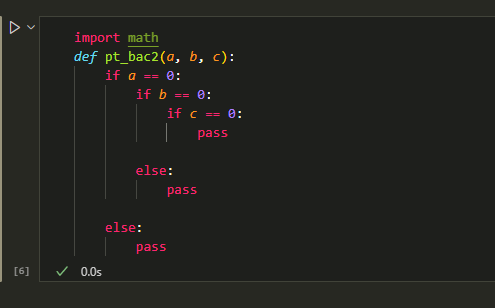 import math
def pt_bac2(a, b, c):
    if a == 0:
        if b == 0:
            if c == 0:
                pass

        else:
            pass

    else:
        pass
[6] ✓ 0.0s